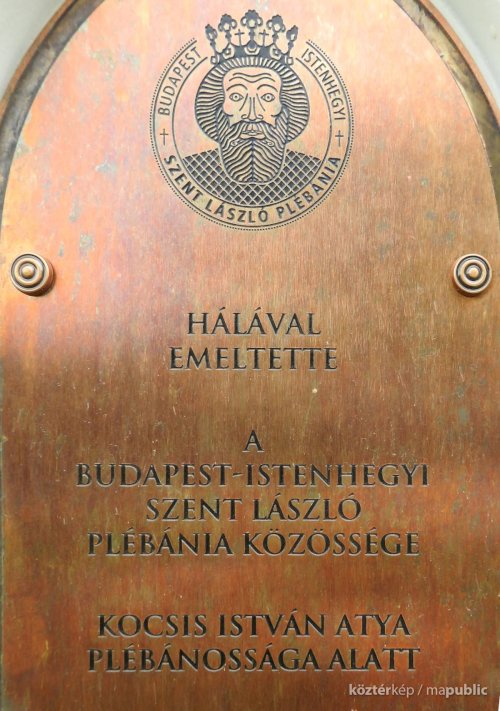 BUDAPEST ISTENHEGYI
SZENT LÁSZLÓ PLÉBÁNIA
HÁLÁVAL
EMELTETTE
A
BUDAPEST-ISTENHEGYI
SZENT LÁSZLÓ
PLÉBÁNIA KÖZÖSSÉGE
KOCSIS ISTVÁN ATYA
PLÉBÁNOSSÁGA ALATT
köztérkép / mapublic